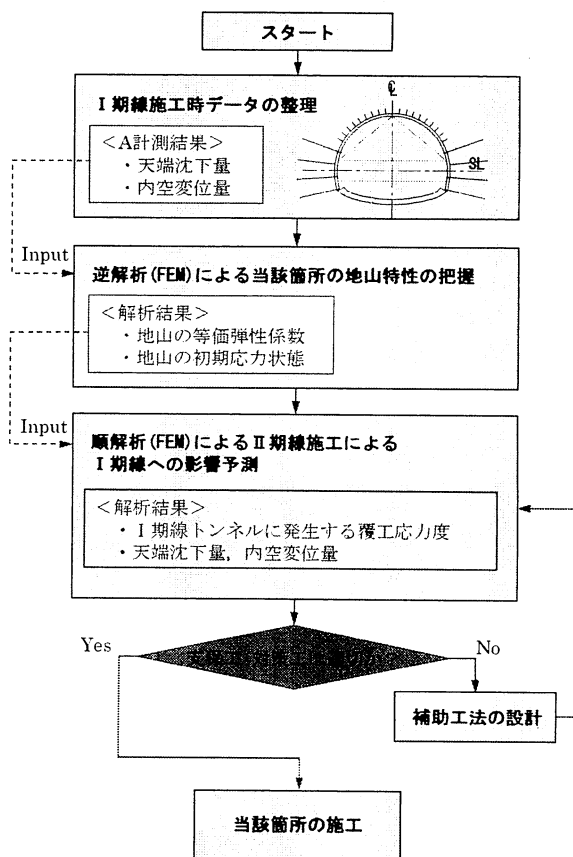 スタート
Ⅰ期線施工時データの整理
＜A計測結果＞
・天端沈下量
・内空変位量
℄
SL
Input
逆解析(FEM)による当該箇所の地山特性の把握
＜解析結果＞
・地山の等価弾性係数
・地山の初期応力状態
Input
順解析(FEM)によるⅡ期線施工による
Ⅰ期線への影響予測
＜解析結果＞
・Ⅰ期線トンネルに発生する覆工応力度
・天端沈下量，内空変位量
Yes
No
補助工法の設計
当該箇所の施工